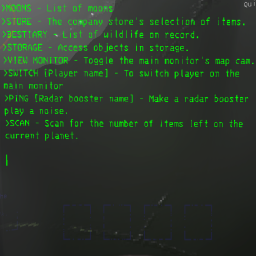 >MOONS - List of moons
>STORE - The company store's selection of items.
>BESTIARY - List of wildlife on record.
>STORAGE - Access objects in storage.
>VIEW MONITOR - Toggle the main monitor's map cam.
>SWITCH [Player name] - To switch player on the
main monitor
>PING [Radar booster name] - Make a radar booster
play a noise.
>SCAN - Scan for the number of items left on the
current planet.